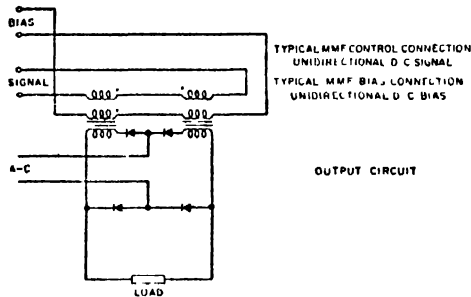 BIAS
SIGNAL
TYPICAL MMF CONTROL CONNECTION
UNIDIRECTIONAL D C SIGNAL
TYPICAL MMF BIAS CONNECTION
UNIDIRECTIONAL D C BIAS
A-C
OUTPUT CIRCUIT
LOAD